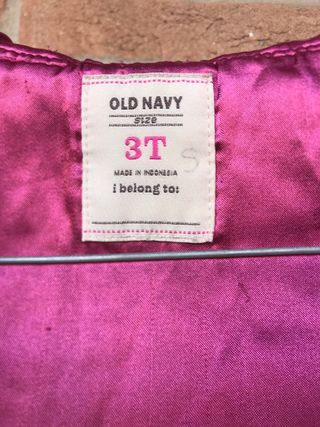 OLD NAVY
Size
3T
S
MADE IN INDONESIA
i belong to: